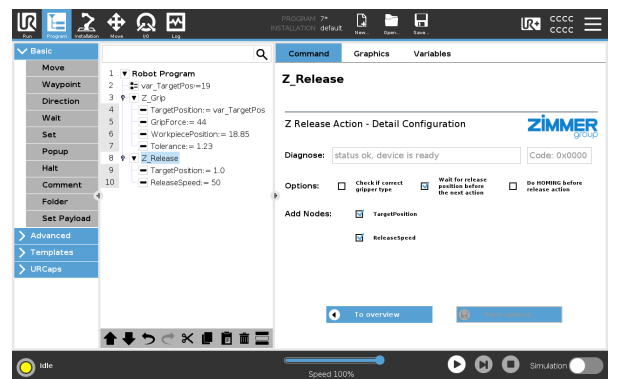 PROGRAM 7*
INSTALLATION default
Run
Program
Installation
Move
I/O
Log
New...
Open...
Save...
UR+
CCCC
CCCC
Basic
Move
Waypoint
Direction
Wait
Set
Popup
Halt
Comment
Folder
Set Payload
Advanced
Templates
URCaps
1 Robot Program
2 var_TargetPos:=19
3 Z_Grip
4 TargetPosition:= var_TargetPos
5 GripForce:= 44
6 WorkpiecePosition:= 18.85
7 Tolerance:= 1.23
8 Z_Release
9 TargetPosition:= 1.0
10 ReleaseSpeed:= 50
Command Graphics Variables
Z_Release
Z Release Action - Detail Configuration
ZIMMER
group
Diagnose: status ok, device is ready Code: 0x0000
Options:
Check if correct
gripper type
Wait for release
position before
the next action
Do HOMING before
release action
Add Nodes: TargetPosition
ReleaseSpeed
To overview
Idle
Speed 100%
Simulation